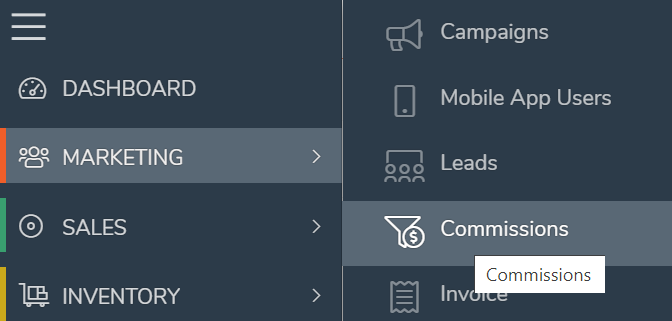 DASHBOARD
MARKETING
SALES
INVENTORY
Campaigns
Mobile App Users
Leads
Commissions
Commissions
Invoice